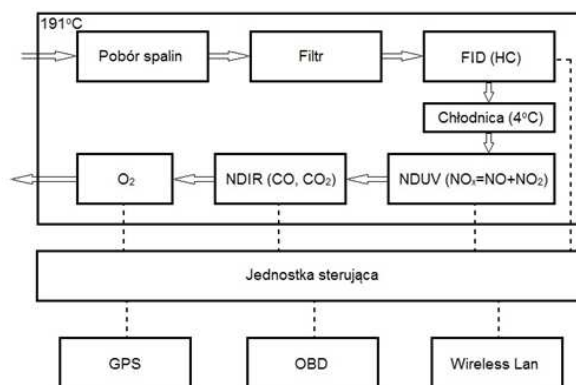 191°C
Pobór spalin
Filtr
FID (HC)
Chłodnica (4°C)
O₂
NDIR (CO, CO₂)
NDUV (NOₓ=NO+NO₂)
Jednostka sterująca
GPS
OBD
Wireless Lan